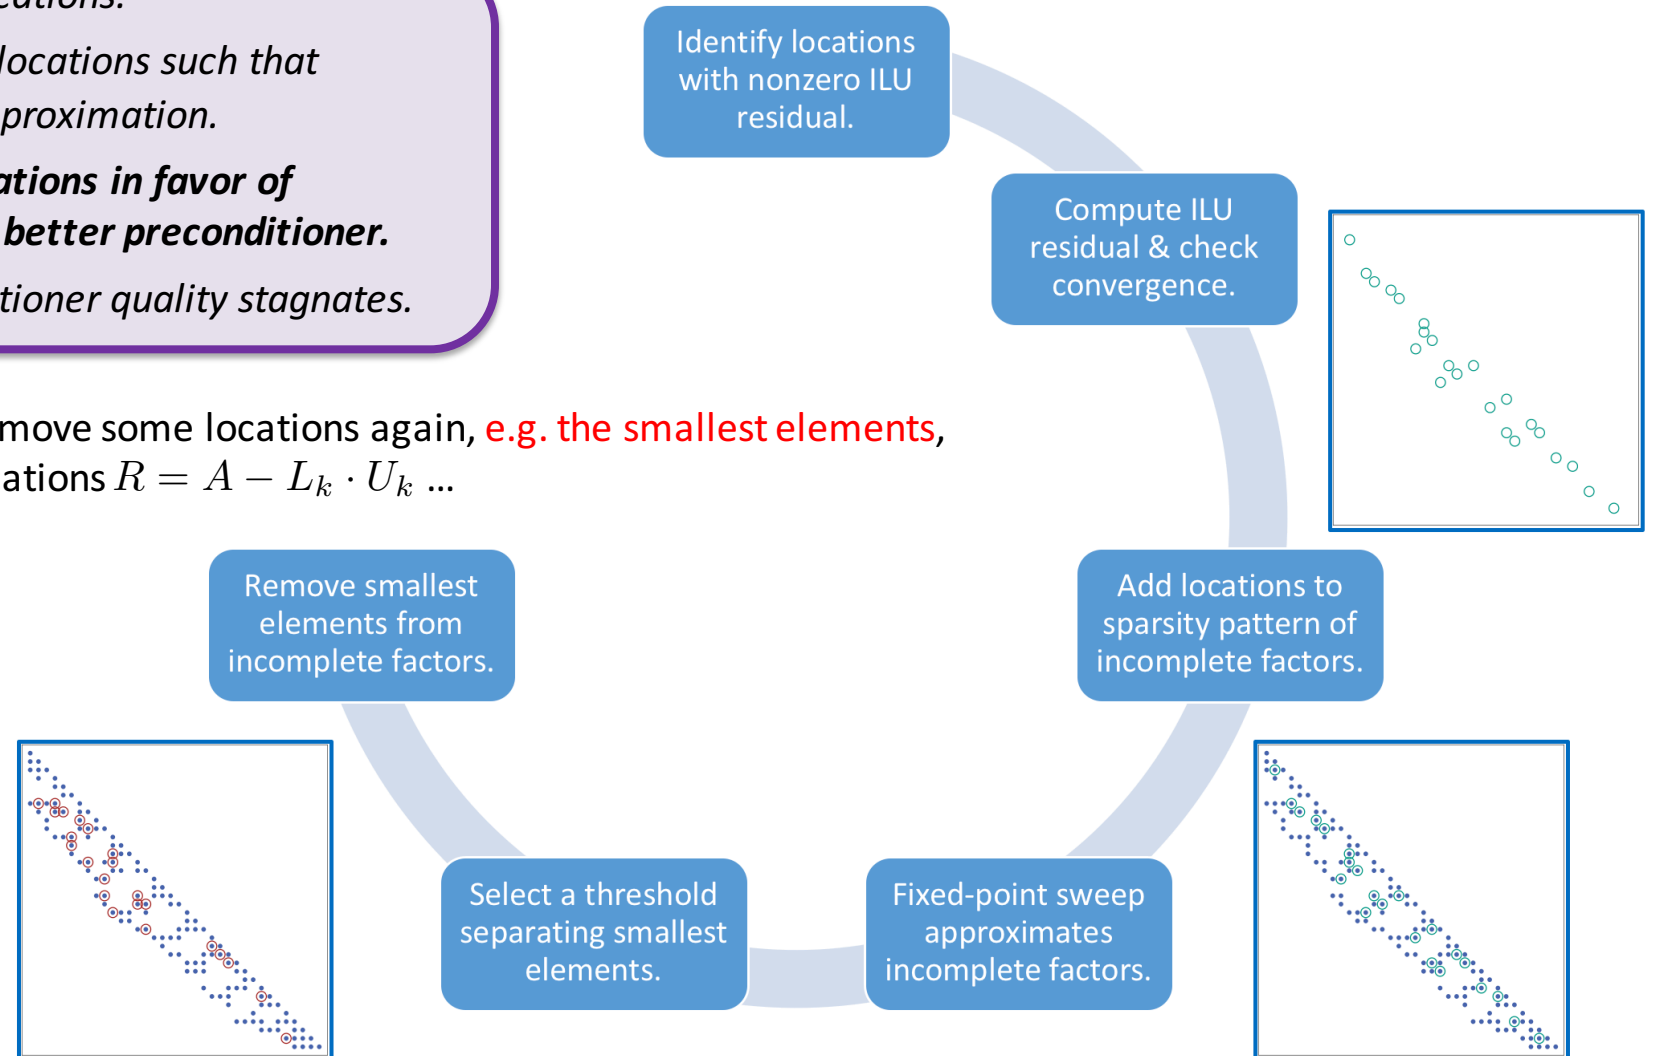 locations such that
proximation.
ations in favor of
better preconditioner.
tioner quality stagnates.
move some locations again, e.g. the smallest elements,
ations R = A − L_k · U_k ...
Identify locations
with nonzero ILU
residual.
Compute ILU
residual & check
convergence.
Add locations to
sparsity pattern of
incomplete factors.
Fixed-point sweep
approximates
incomplete factors.
Select a threshold
separating smallest
elements.
Remove smallest
elements from
incomplete factors.